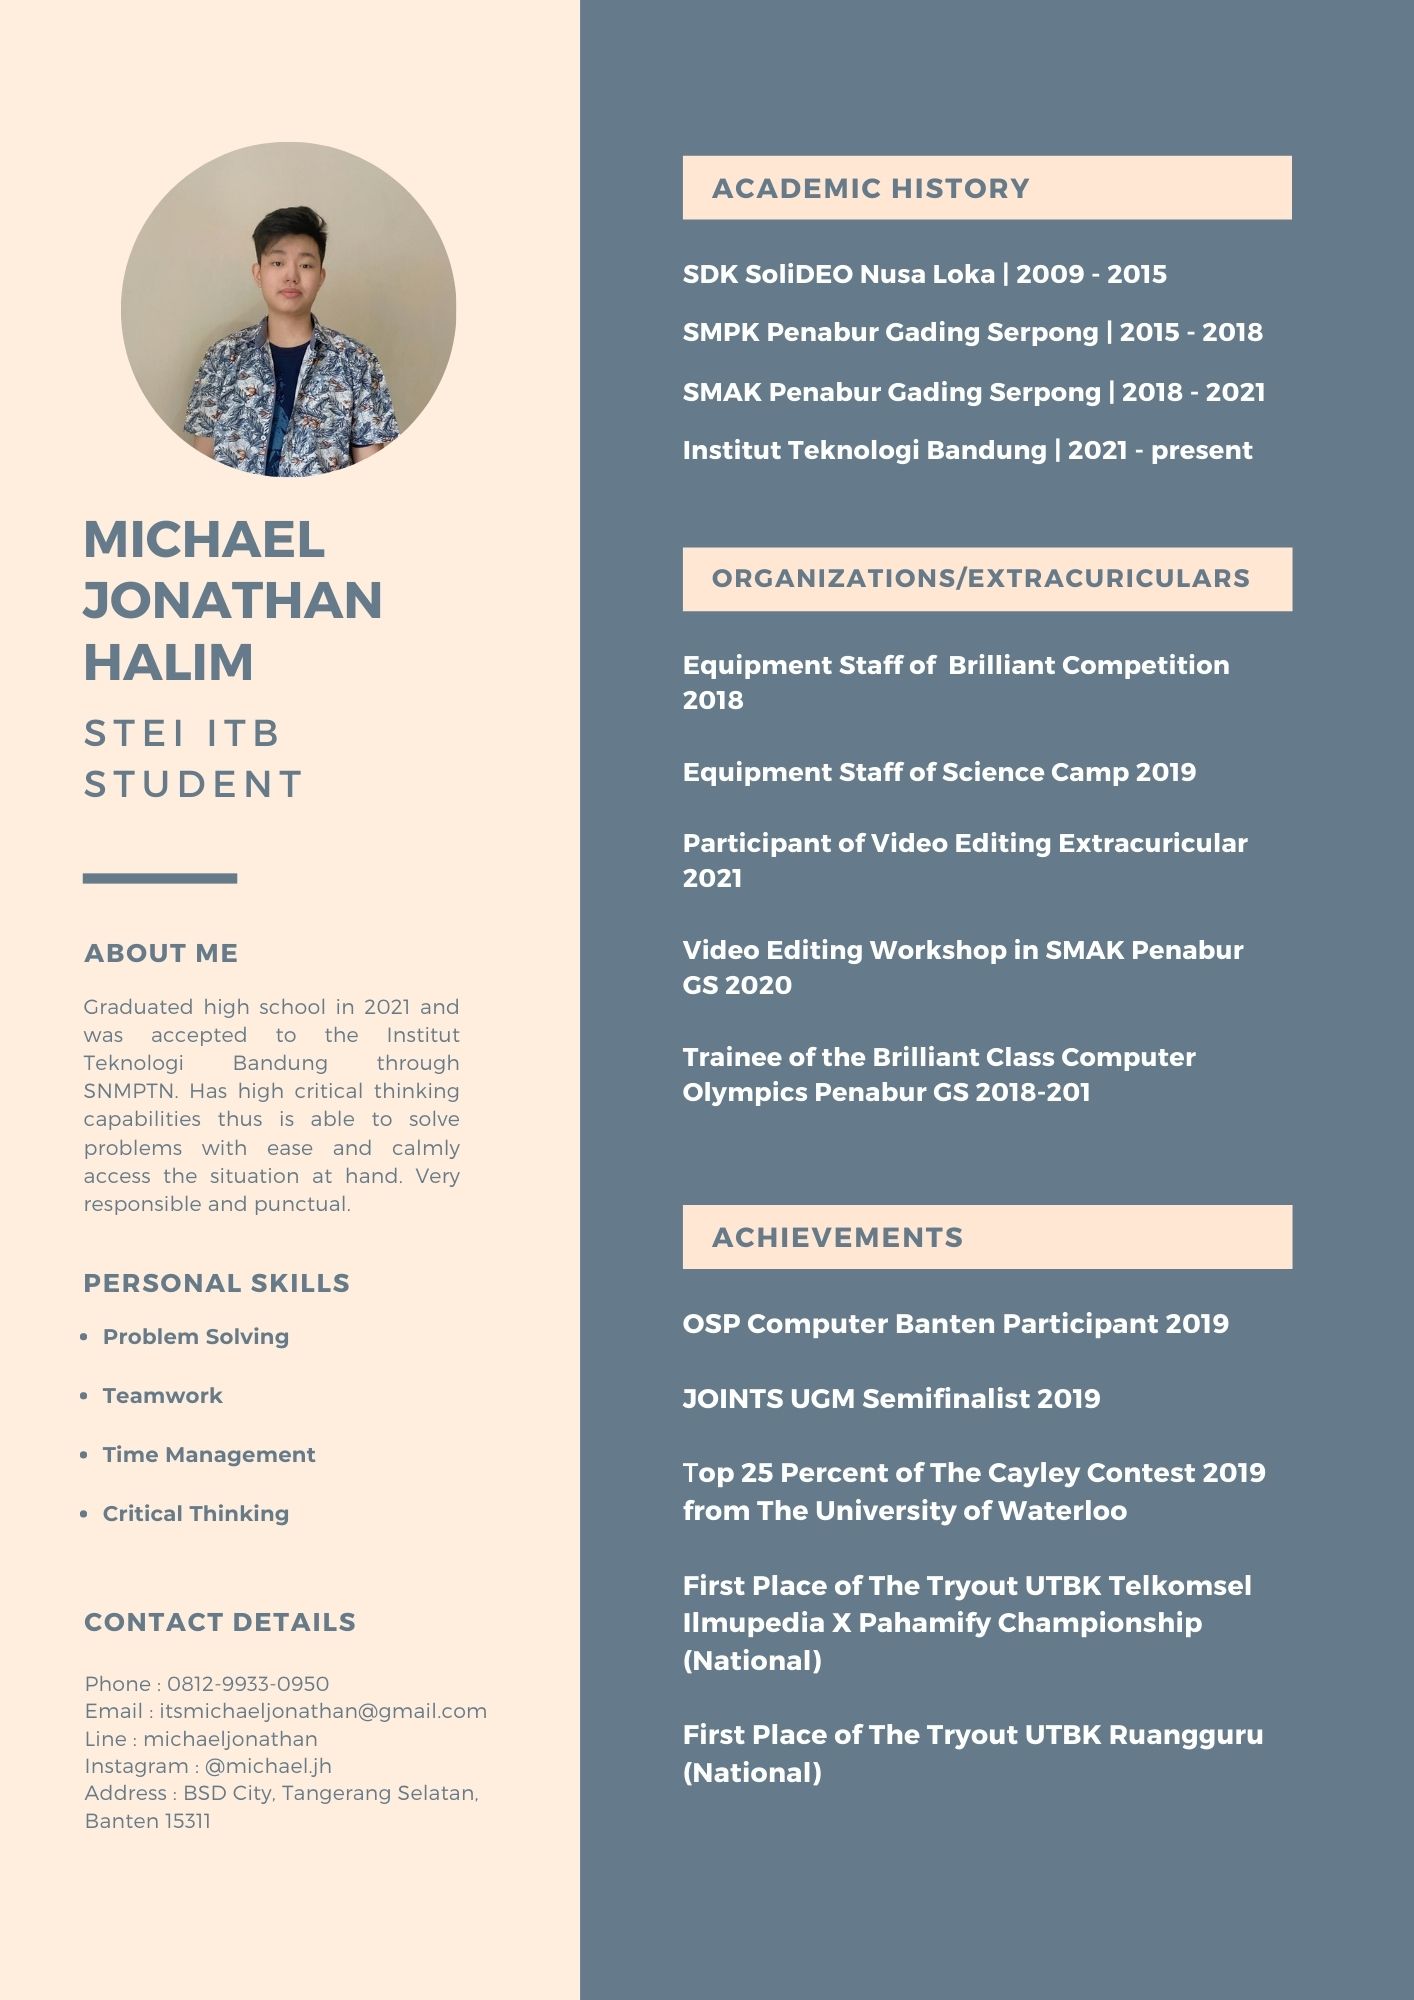 MICHAEL
JONATHAN
HALIM
STEI ITB
STUDENT
ABOUT ME
Graduated high school in 2021 and
was accepted to the Institut
Teknologi Bandung through
SNMPTN. Has high critical thinking
capabilities thus is able to solve
problems with ease and calmly
access the situation at hand. Very
responsible and punctual.
PERSONAL SKILLS
• Problem Solving
• Teamwork
• Time Management
• Critical Thinking
CONTACT DETAILS
Phone : 0812-9933-0950
Email : itsmichaeljonathan@gmail.com
Line : michaeljonathan
Instagram : @michael.jh
Address : BSD City, Tangerang Selatan,
Banten 15311
ACADEMIC HISTORY
SDK SoliDEO Nusa Loka | 2009 - 2015
SMPK Penabur Gading Serpong | 2015 - 2018
SMAK Penabur Gading Serpong | 2018 - 2021
Institut Teknologi Bandung | 2021 - present
ORGANIZATIONS/EXTRACURICULARS
Equipment Staff of Brilliant Competition
2018
Equipment Staff of Science Camp 2019
Participant of Video Editing Extracuricular
2021
Video Editing Workshop in SMAK Penabur
GS 2020
Trainee of the Brilliant Class Computer
Olympics Penabur GS 2018-201
ACHIEVEMENTS
OSP Computer Banten Participant 2019
JOINTS UGM Semifinalist 2019
Top 25 Percent of The Cayley Contest 2019
from The University of Waterloo
First Place of The Tryout UTBK Telkomsel
Ilmupedia X Pahamify Championship
(National)
First Place of The Tryout UTBK Ruangguru
(National)